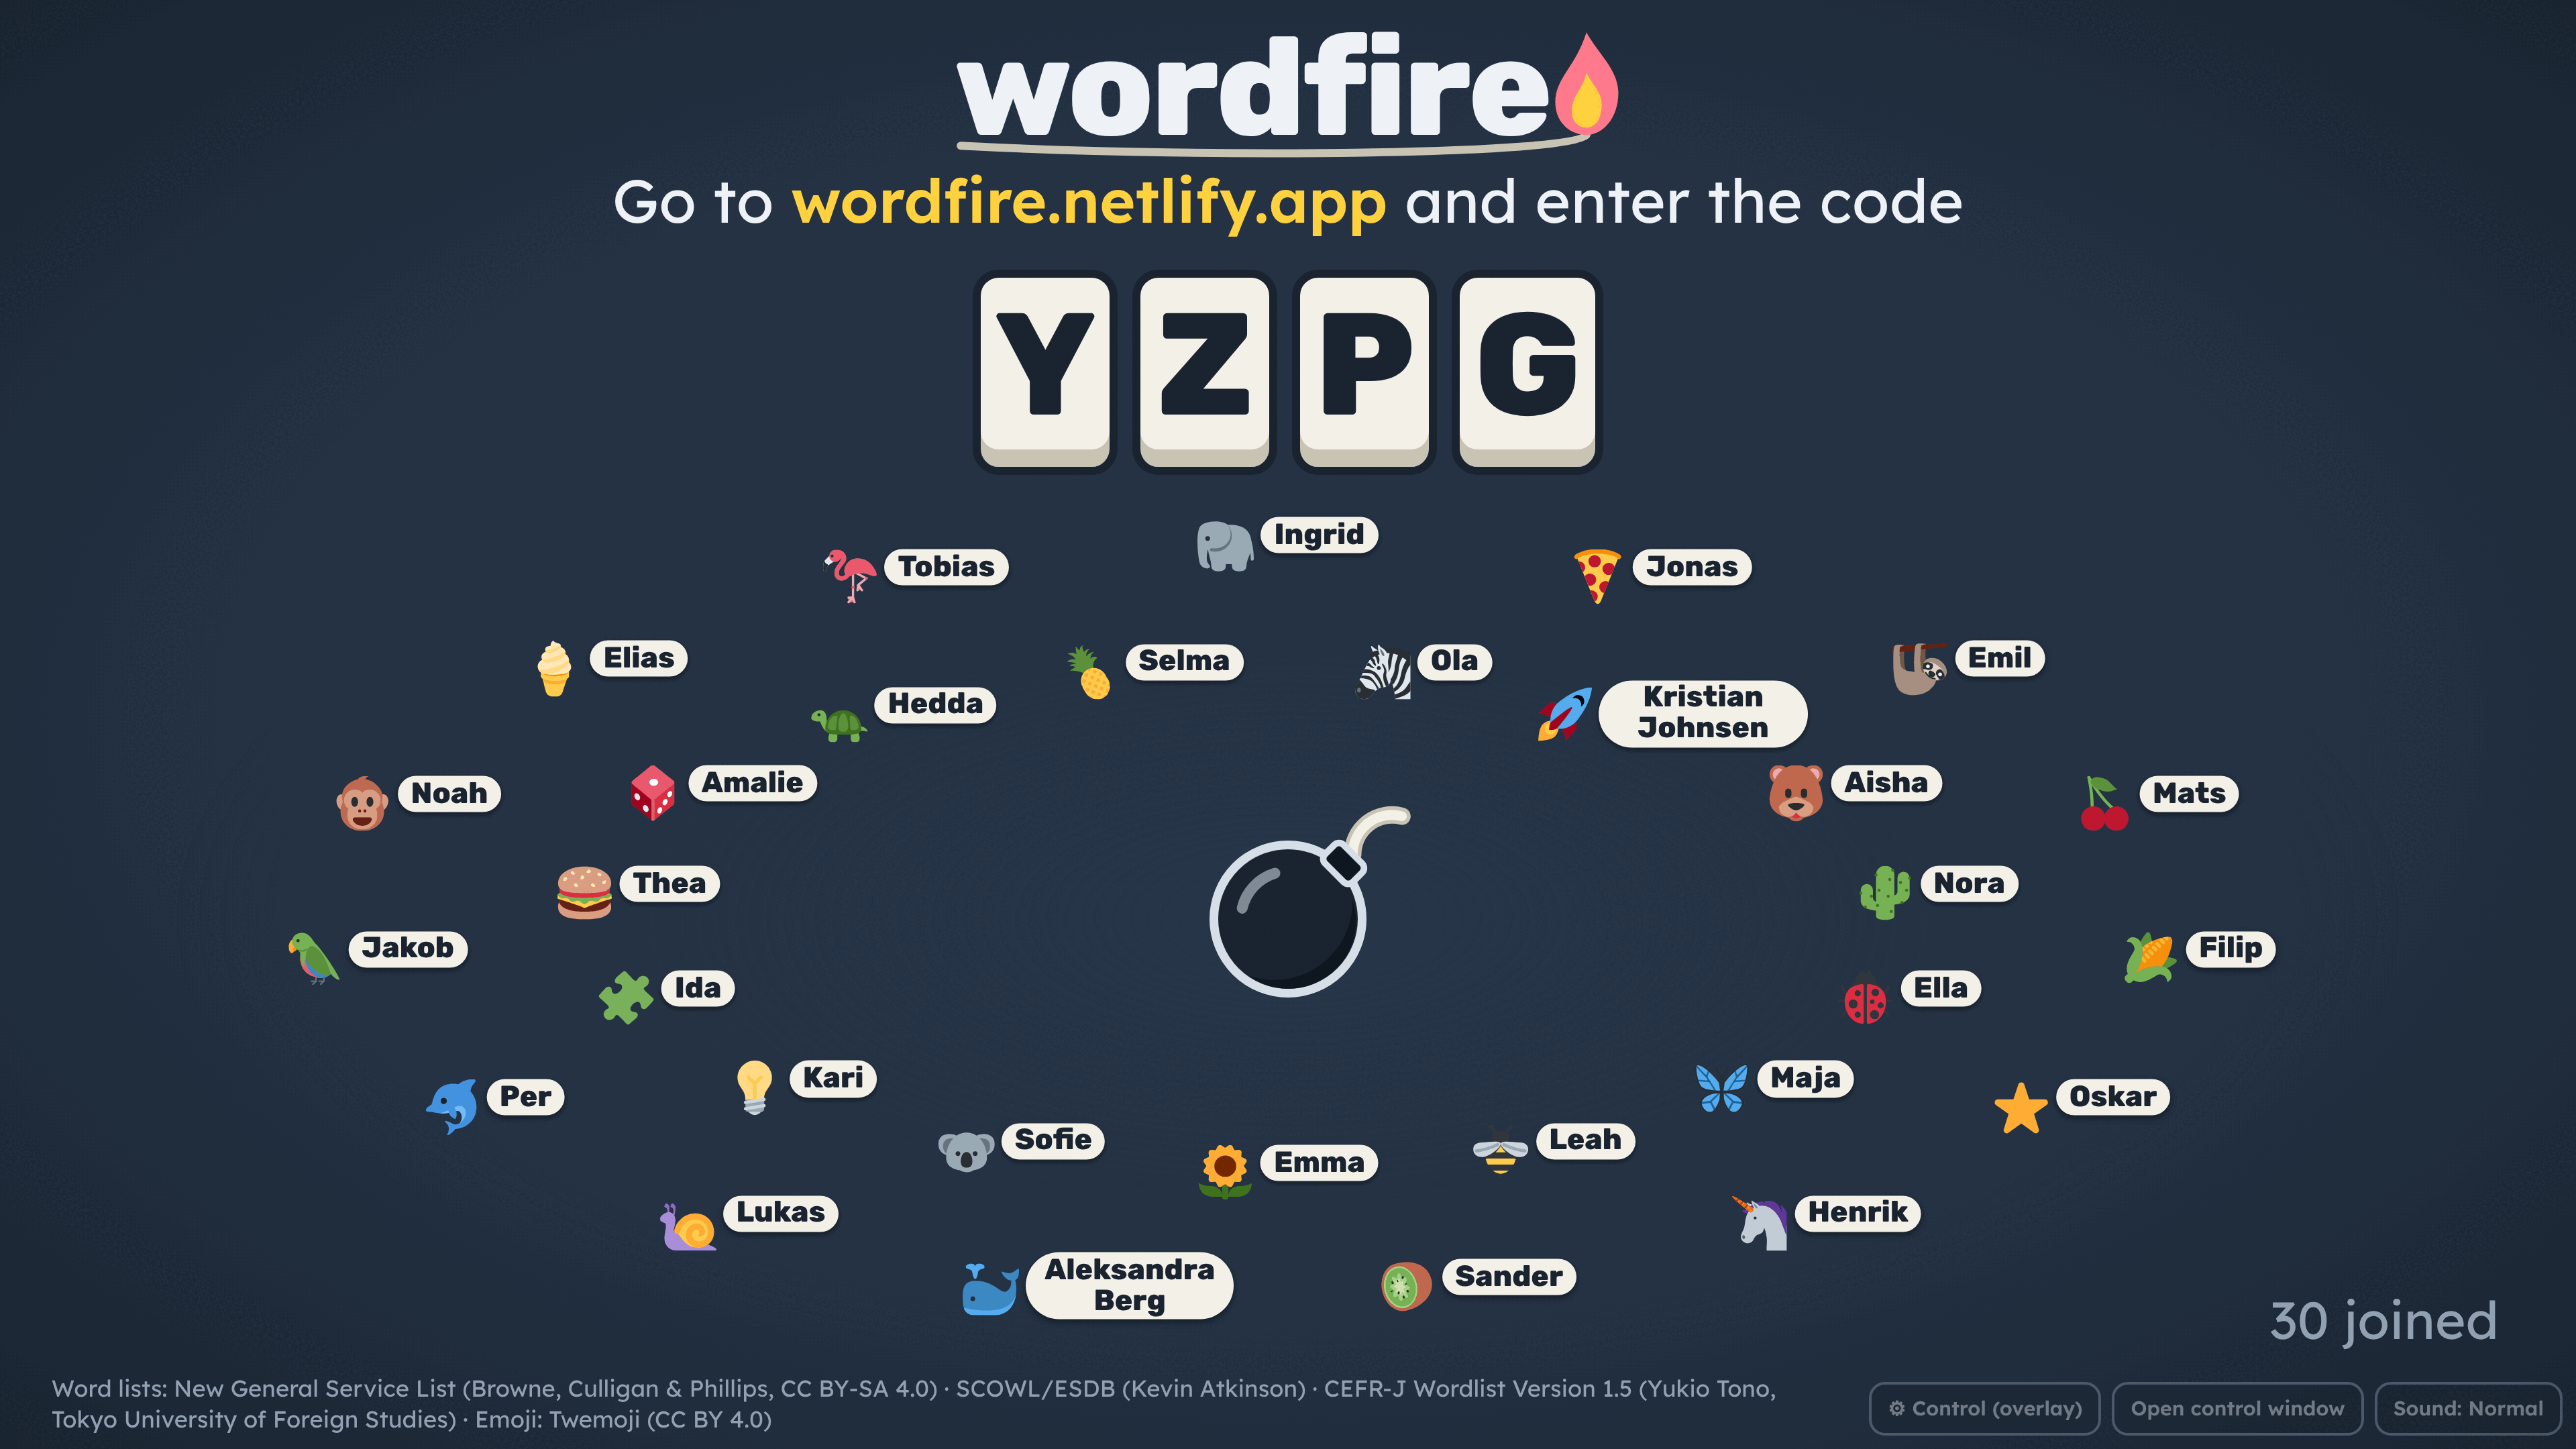 wordfire
Go to wordfire.netlify.app and enter the code
YZPG
Ingrid
Tobias
Jonas
Elias
Selma
Ola
Emil
Hedda
Kristian
Johnsen
Noah
Amalie
Aisha
Mats
Thea
Nora
Jakob
Filip
Ida
Ella
Per
Kari
Maja
Oskar
Sofie
Emma
Leah
Lukas
Henrik
Aleksandra
Berg
Sander
30 joined
Word lists: New General Service List (Browne, Culligan & Phillips, CC BY-SA 4.0) · SCOWL/ESDB (Kevin Atkinson) · CEFR-J Wordlist Version 1.5 (Yukio Tono,
Tokyo University of Foreign Studies) · Emoji: Twemoji (CC BY 4.0)
⚙ Control (overlay)
Open control window
Sound: Normal